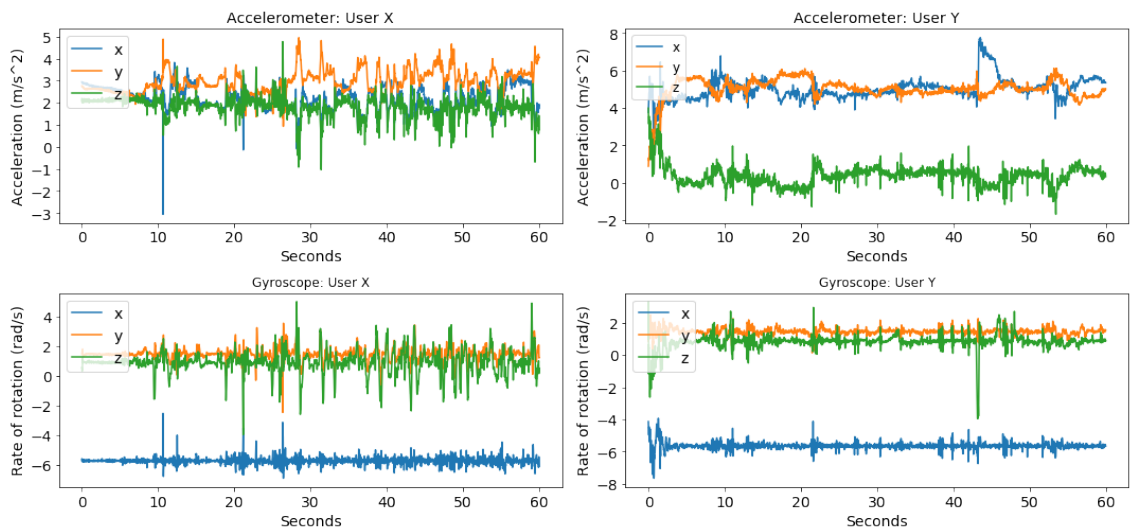 Accelerometer: User X
Acceleration (m/s^2)
5
4
3
2
1
0
−1
−2
−3
x
y
z
0 10 20 30 40 50 60
Seconds
Accelerometer: User Y
Acceleration (m/s^2)
8
6
4
2
0
−2
x
y
z
0 10 20 30 40 50 60
Seconds
Gyroscope: User X
Rate of rotation (rad/s)
4
2
0
−2
−4
−6
x
y
z
0 10 20 30 40 50 60
Seconds
Gyroscope: User Y
Rate of rotation (rad/s)
2
0
−2
−4
−6
−8
x
y
z
0 10 20 30 40 50 60
Seconds